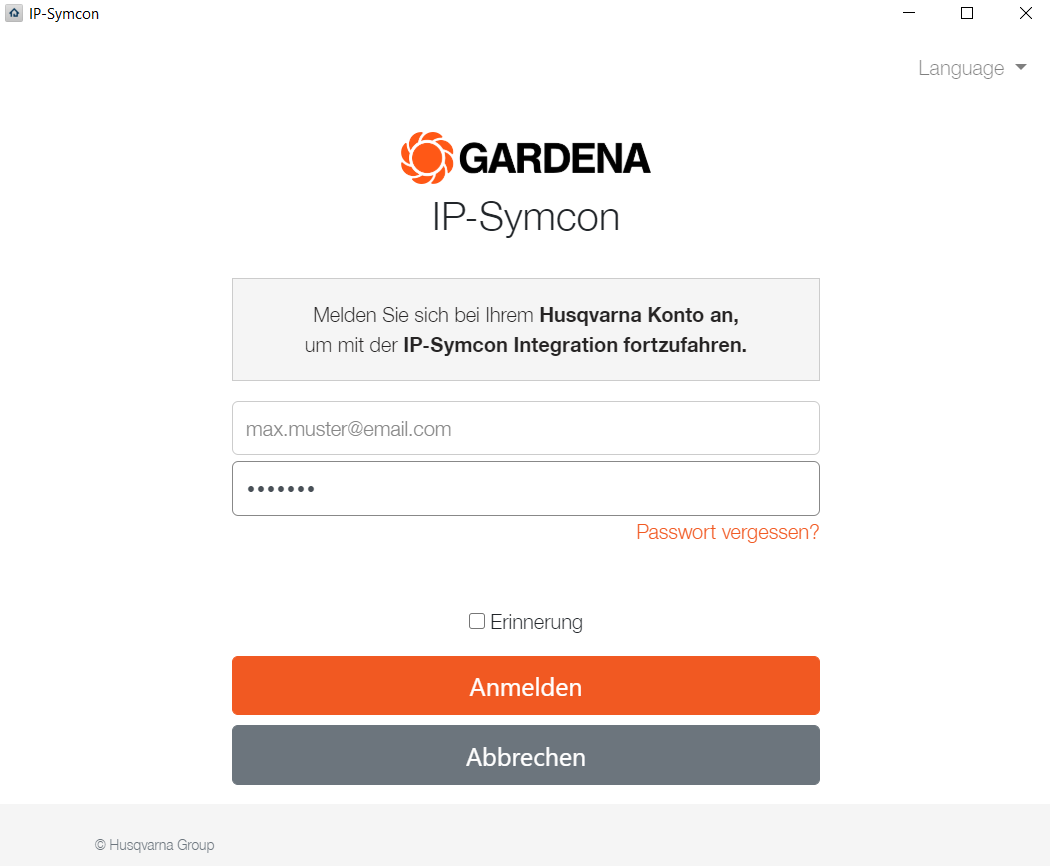 IP-Symcon
Language
GARDENA
IP-Symcon
Melden Sie sich bei Ihrem Husqvarna Konto an,
um mit der IP-Symcon Integration fortzufahren.
max.muster@email.com
•••••••
Passwort vergessen?
Erinnerung
Anmelden
Abbrechen
© Husqvarna Group